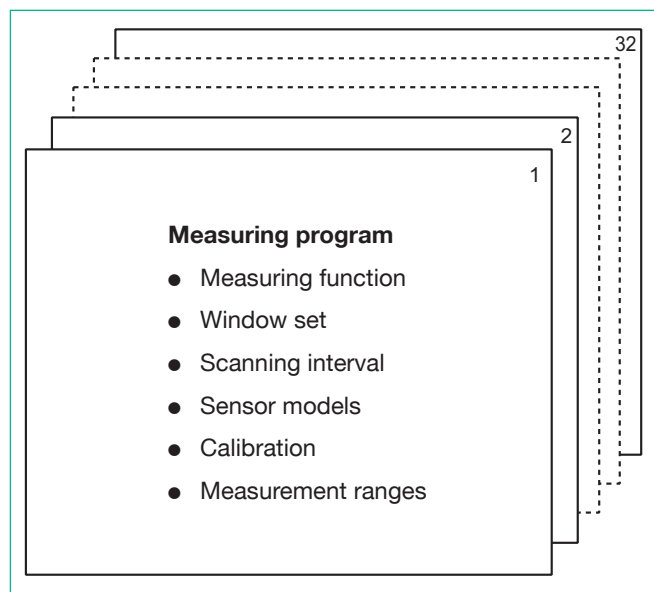 32
2
1
Measuring program
● Measuring function
● Window set
● Scanning interval
● Sensor models
● Calibration
● Measurement ranges